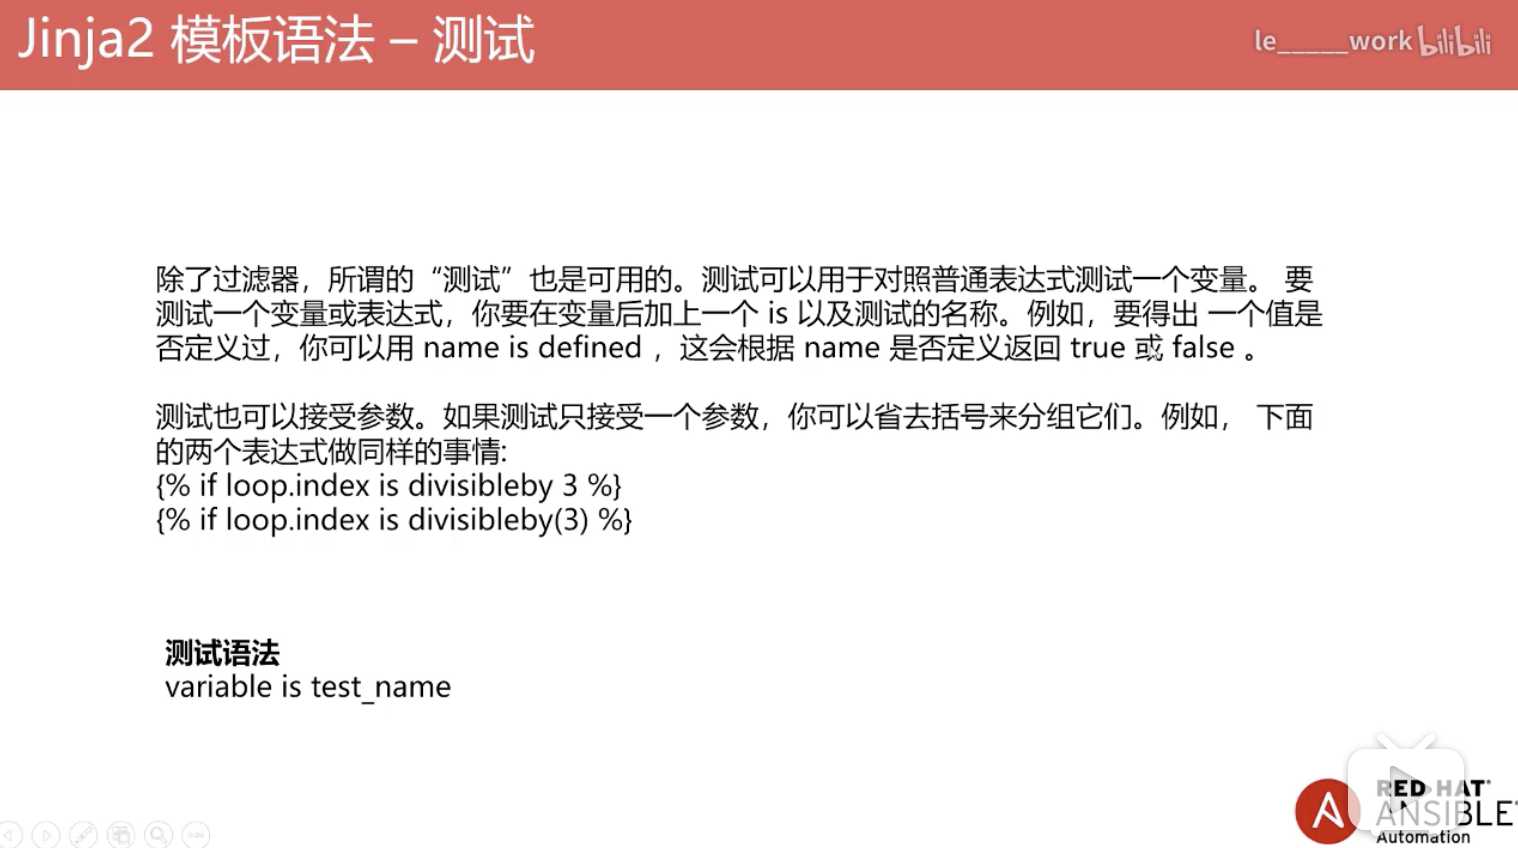 Jinja2 模板语法 – 测试
le_____work bilibili
除了过滤器，所谓的“测试”也是可用的。测试可以用于对照普通表达式测试一个变量。 要
测试一个变量或表达式，你要在变量后加上一个 is 以及测试的名称。例如，要得出 一个值是
否定义过，你可以用 name is defined ，这会根据 name 是否定义返回 true 或 false 。
测试也可以接受参数。如果测试只接受一个参数，你可以省去括号来分组它们。例如， 下面
的两个表达式做同样的事情:
{% if loop.index is divisibleby 3 %}
{% if loop.index is divisibleby(3) %}
测试语法
variable is test_name
RED HAT®
ANSIBLE
Automation